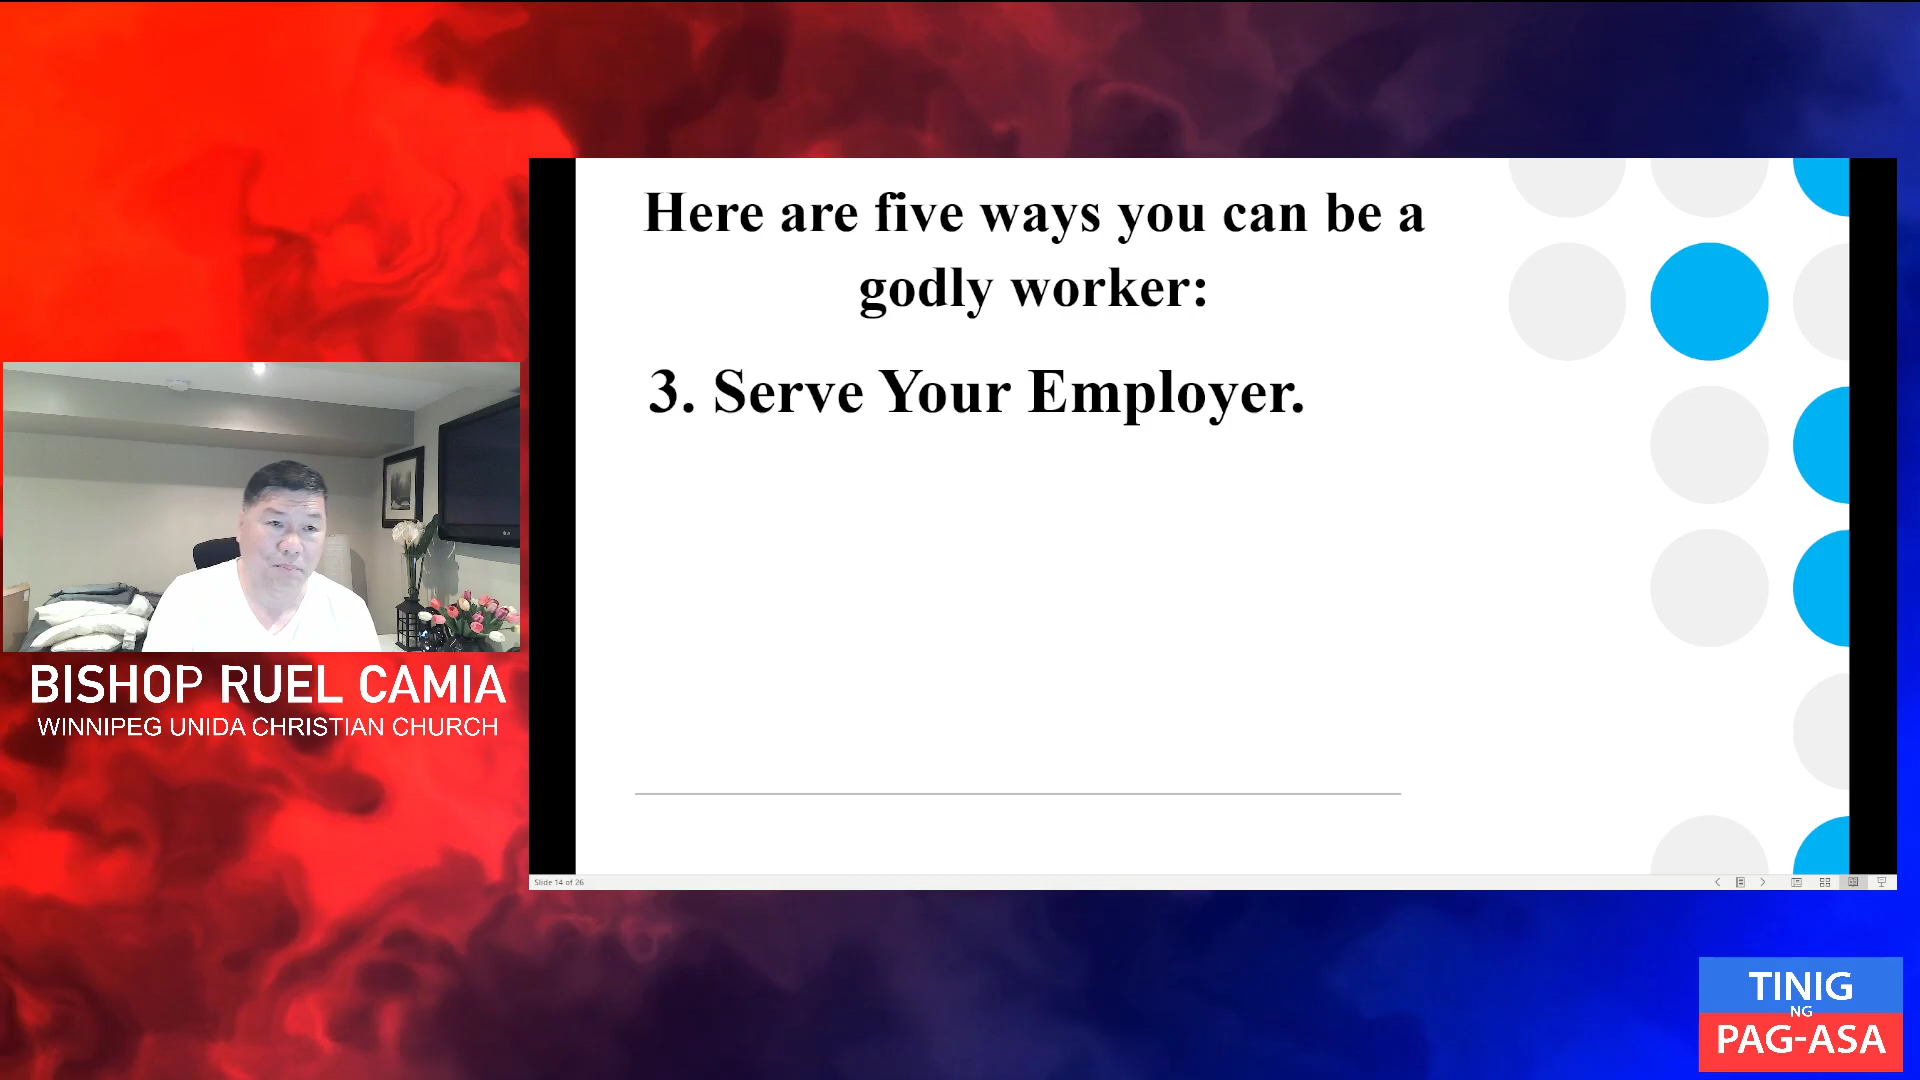 Here are five ways you can be a
godly worker:
3. Serve Your Employer.
BISHOP RUEL CAMIA
WINNIPEG UNIDA CHRISTIAN CHURCH
Slide 14 of 26
TINIG
NG
PAG-ASA